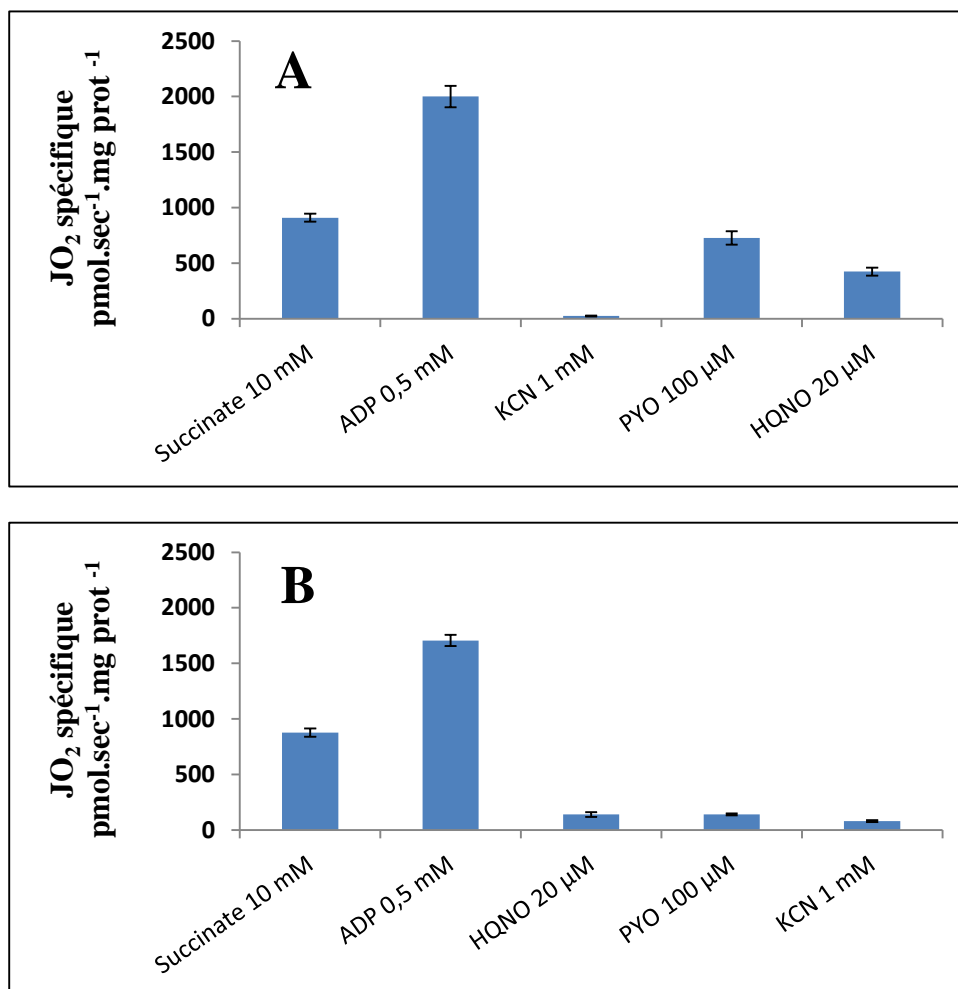 A
JO₂ spécifique
pmol.sec⁻¹.mg prot ⁻¹
2500
2000
1500
1000
500
0
Succinate 10 mM
ADP 0,5 mM
KCN 1 mM
PYO 100 µM
HQNO 20 µM
B
JO₂ spécifique
pmol.sec⁻¹.mg prot ⁻¹
2500
2000
1500
1000
500
0
Succinate 10 mM
ADP 0,5 mM
HQNO 20 µM
PYO 100 µM
KCN 1 mM